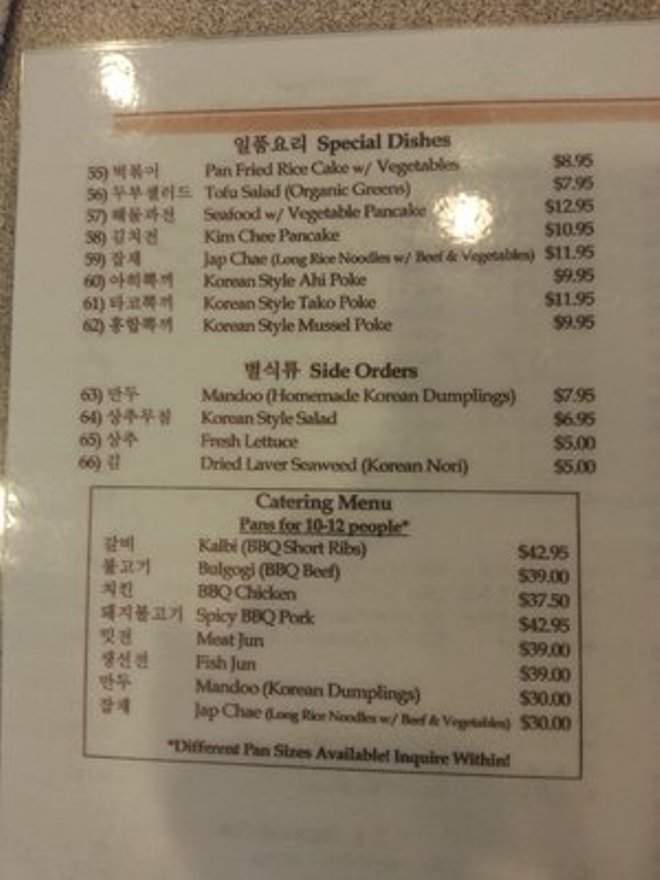 일품요리 Special Dishes
55) 떡볶이 Pan Fried Rice Cake w/ Vegetables $8.95
56) 두부샐러드 Tofu Salad (Organic Greens) $7.95
57) 해물파전 Seafood w/ Vegetable Pancake $12.95
58) 김치전 Kim Chee Pancake $10.95
59) 잡채 Jap Chae (Long Rice Noodles w/ Beef & Vegetables) $11.95
60) 아히뽁끼 Korean Style Ahi Poke $9.95
61) 타코뽁끼 Korean Style Tako Poke $11.95
62) 홍합뽁끼 Korean Style Mussel Poke $9.95
별식류 Side Orders
63) 만두 Mandoo (Homemade Korean Dumplings) $7.95
64) 상추무침 Korean Style Salad $6.95
65) 상추 Fresh Lettuce $5.00
66) 김 Dried Laver Seaweed (Korean Nori) $5.00
Catering Menu
Pans for 10-12 people*
갈비 Kalbi (BBQ Short Ribs) $42.95
불고기 Bulgogi (BBQ Beef) $39.00
치킨 BBQ Chicken $37.50
돼지불고기 Spicy BBQ Pork $42.95
밋전 Meat Jun $39.00
생선전 Fish Jun $39.00
만두 Mandoo (Korean Dumplings) $30.00
잡채 Jap Chae (Long Rice Noodles w/ Beef & Vegetables) $30.00
*Different Pan Sizes Available! Inquire Within!